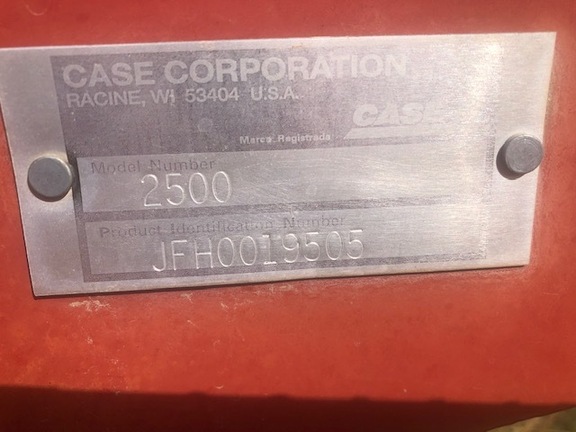 CASE CORPORATION
RACINE, WI 53404 U.S.A.
CASE
Marca Registrada
Model Number
2500
Product Identification Number
JFH0019505